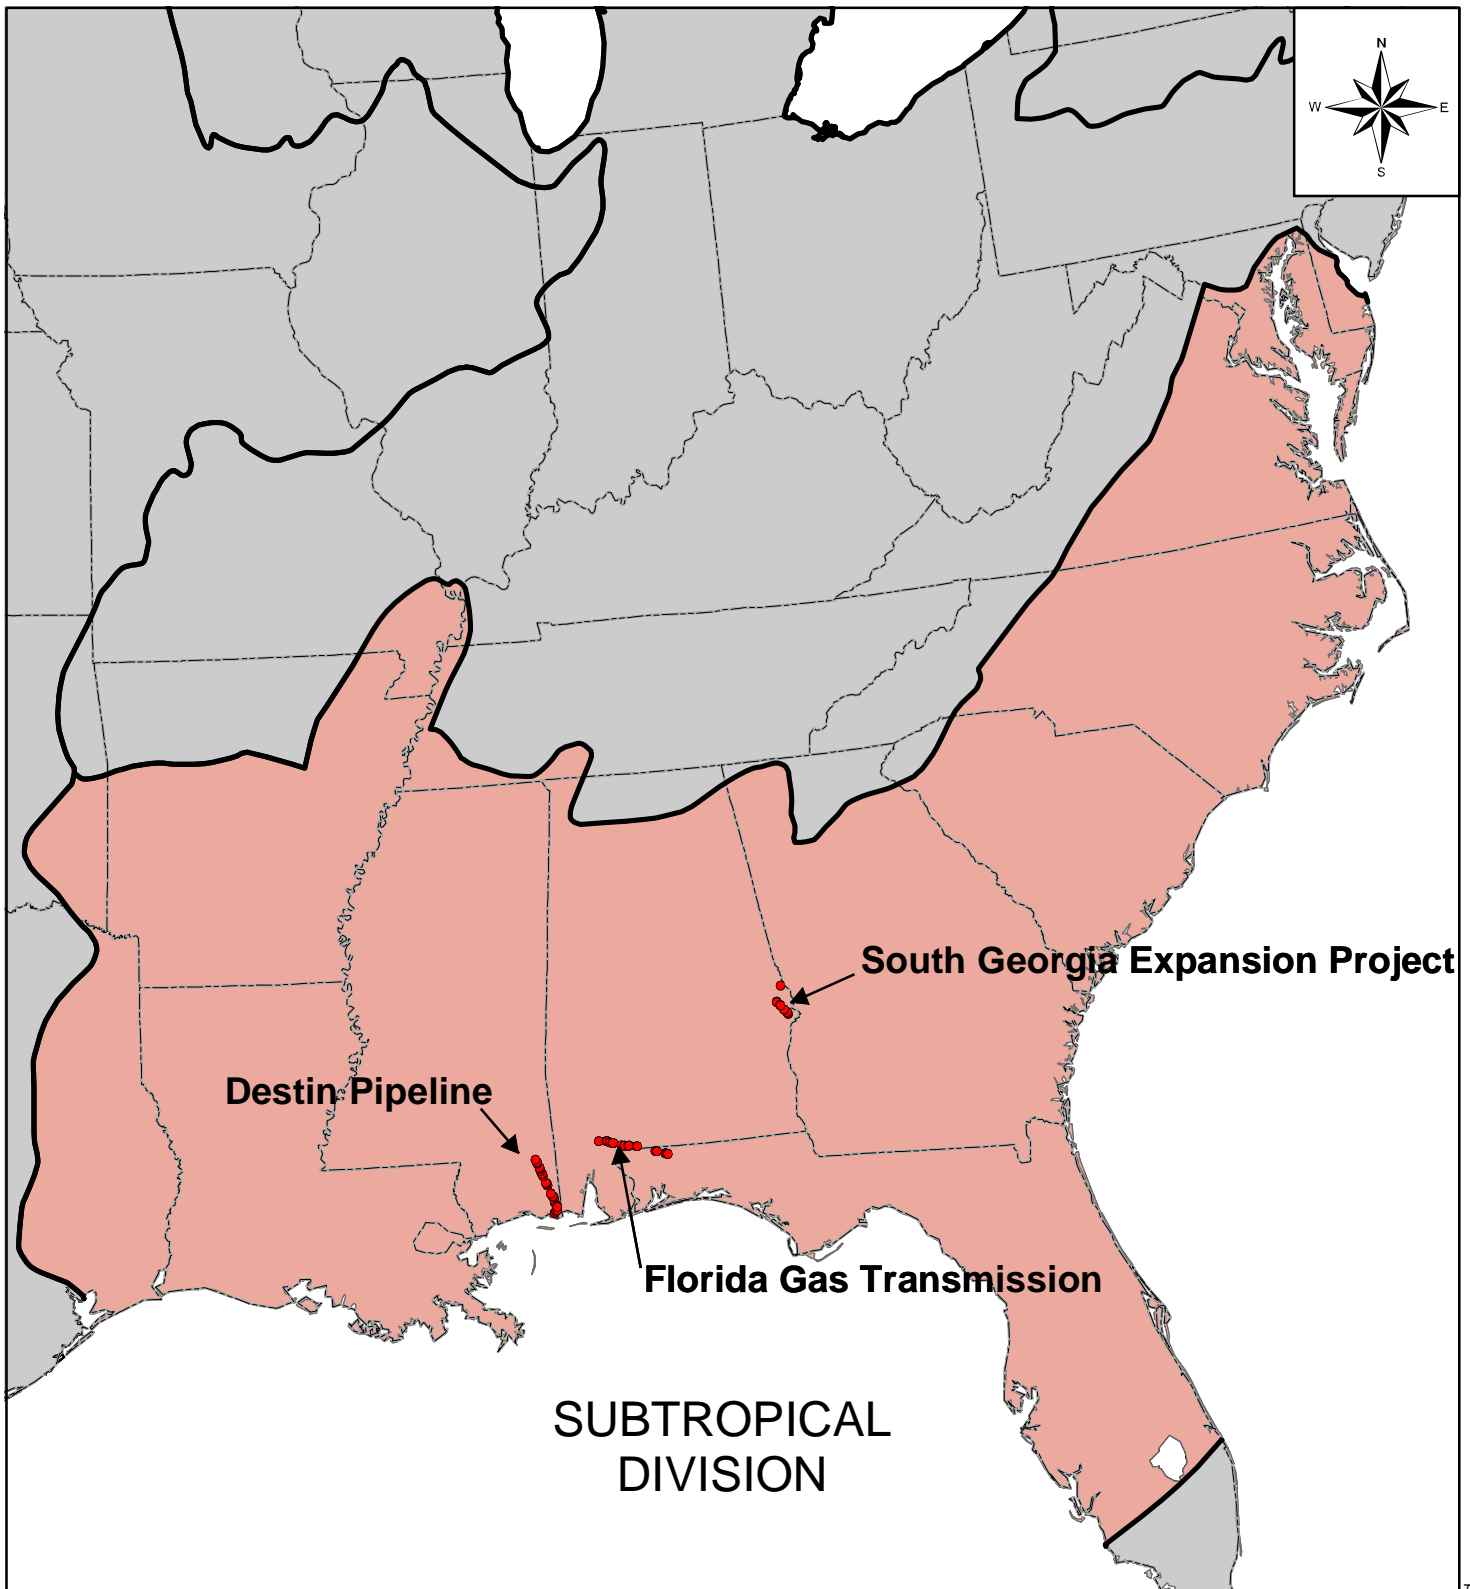 N
W E
S
South Georgia Expansion Project
Destin Pipeline
Florida Gas Transmission
SUBTROPICAL
DIVISION